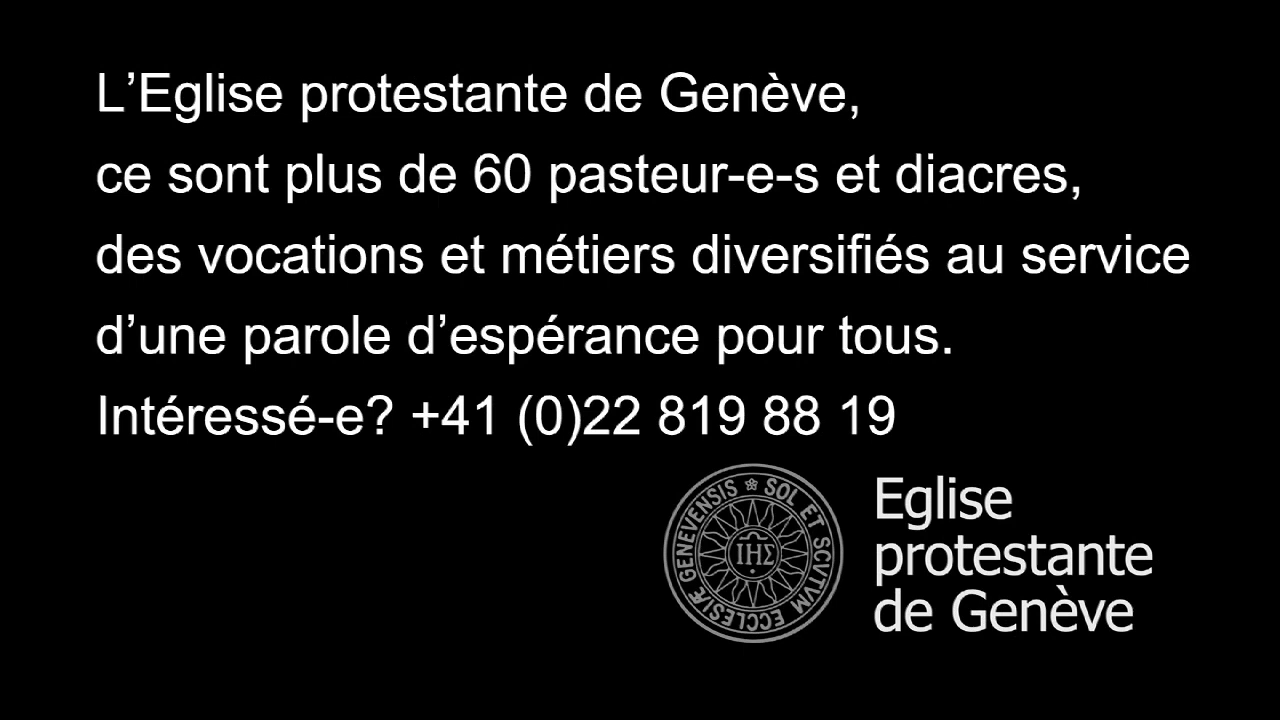 L’Eglise protestante de Genève,
ce sont plus de 60 pasteur-e-s et diacres,
des vocations et métiers diversifiés au service
d’une parole d’espérance pour tous.
Intéressé-e? +41 (0)22 819 88 19
SOL ET SCVTVM ECCLESIÆ GENEVENSIS
IHΣ
Eglise
protestante
de Genève